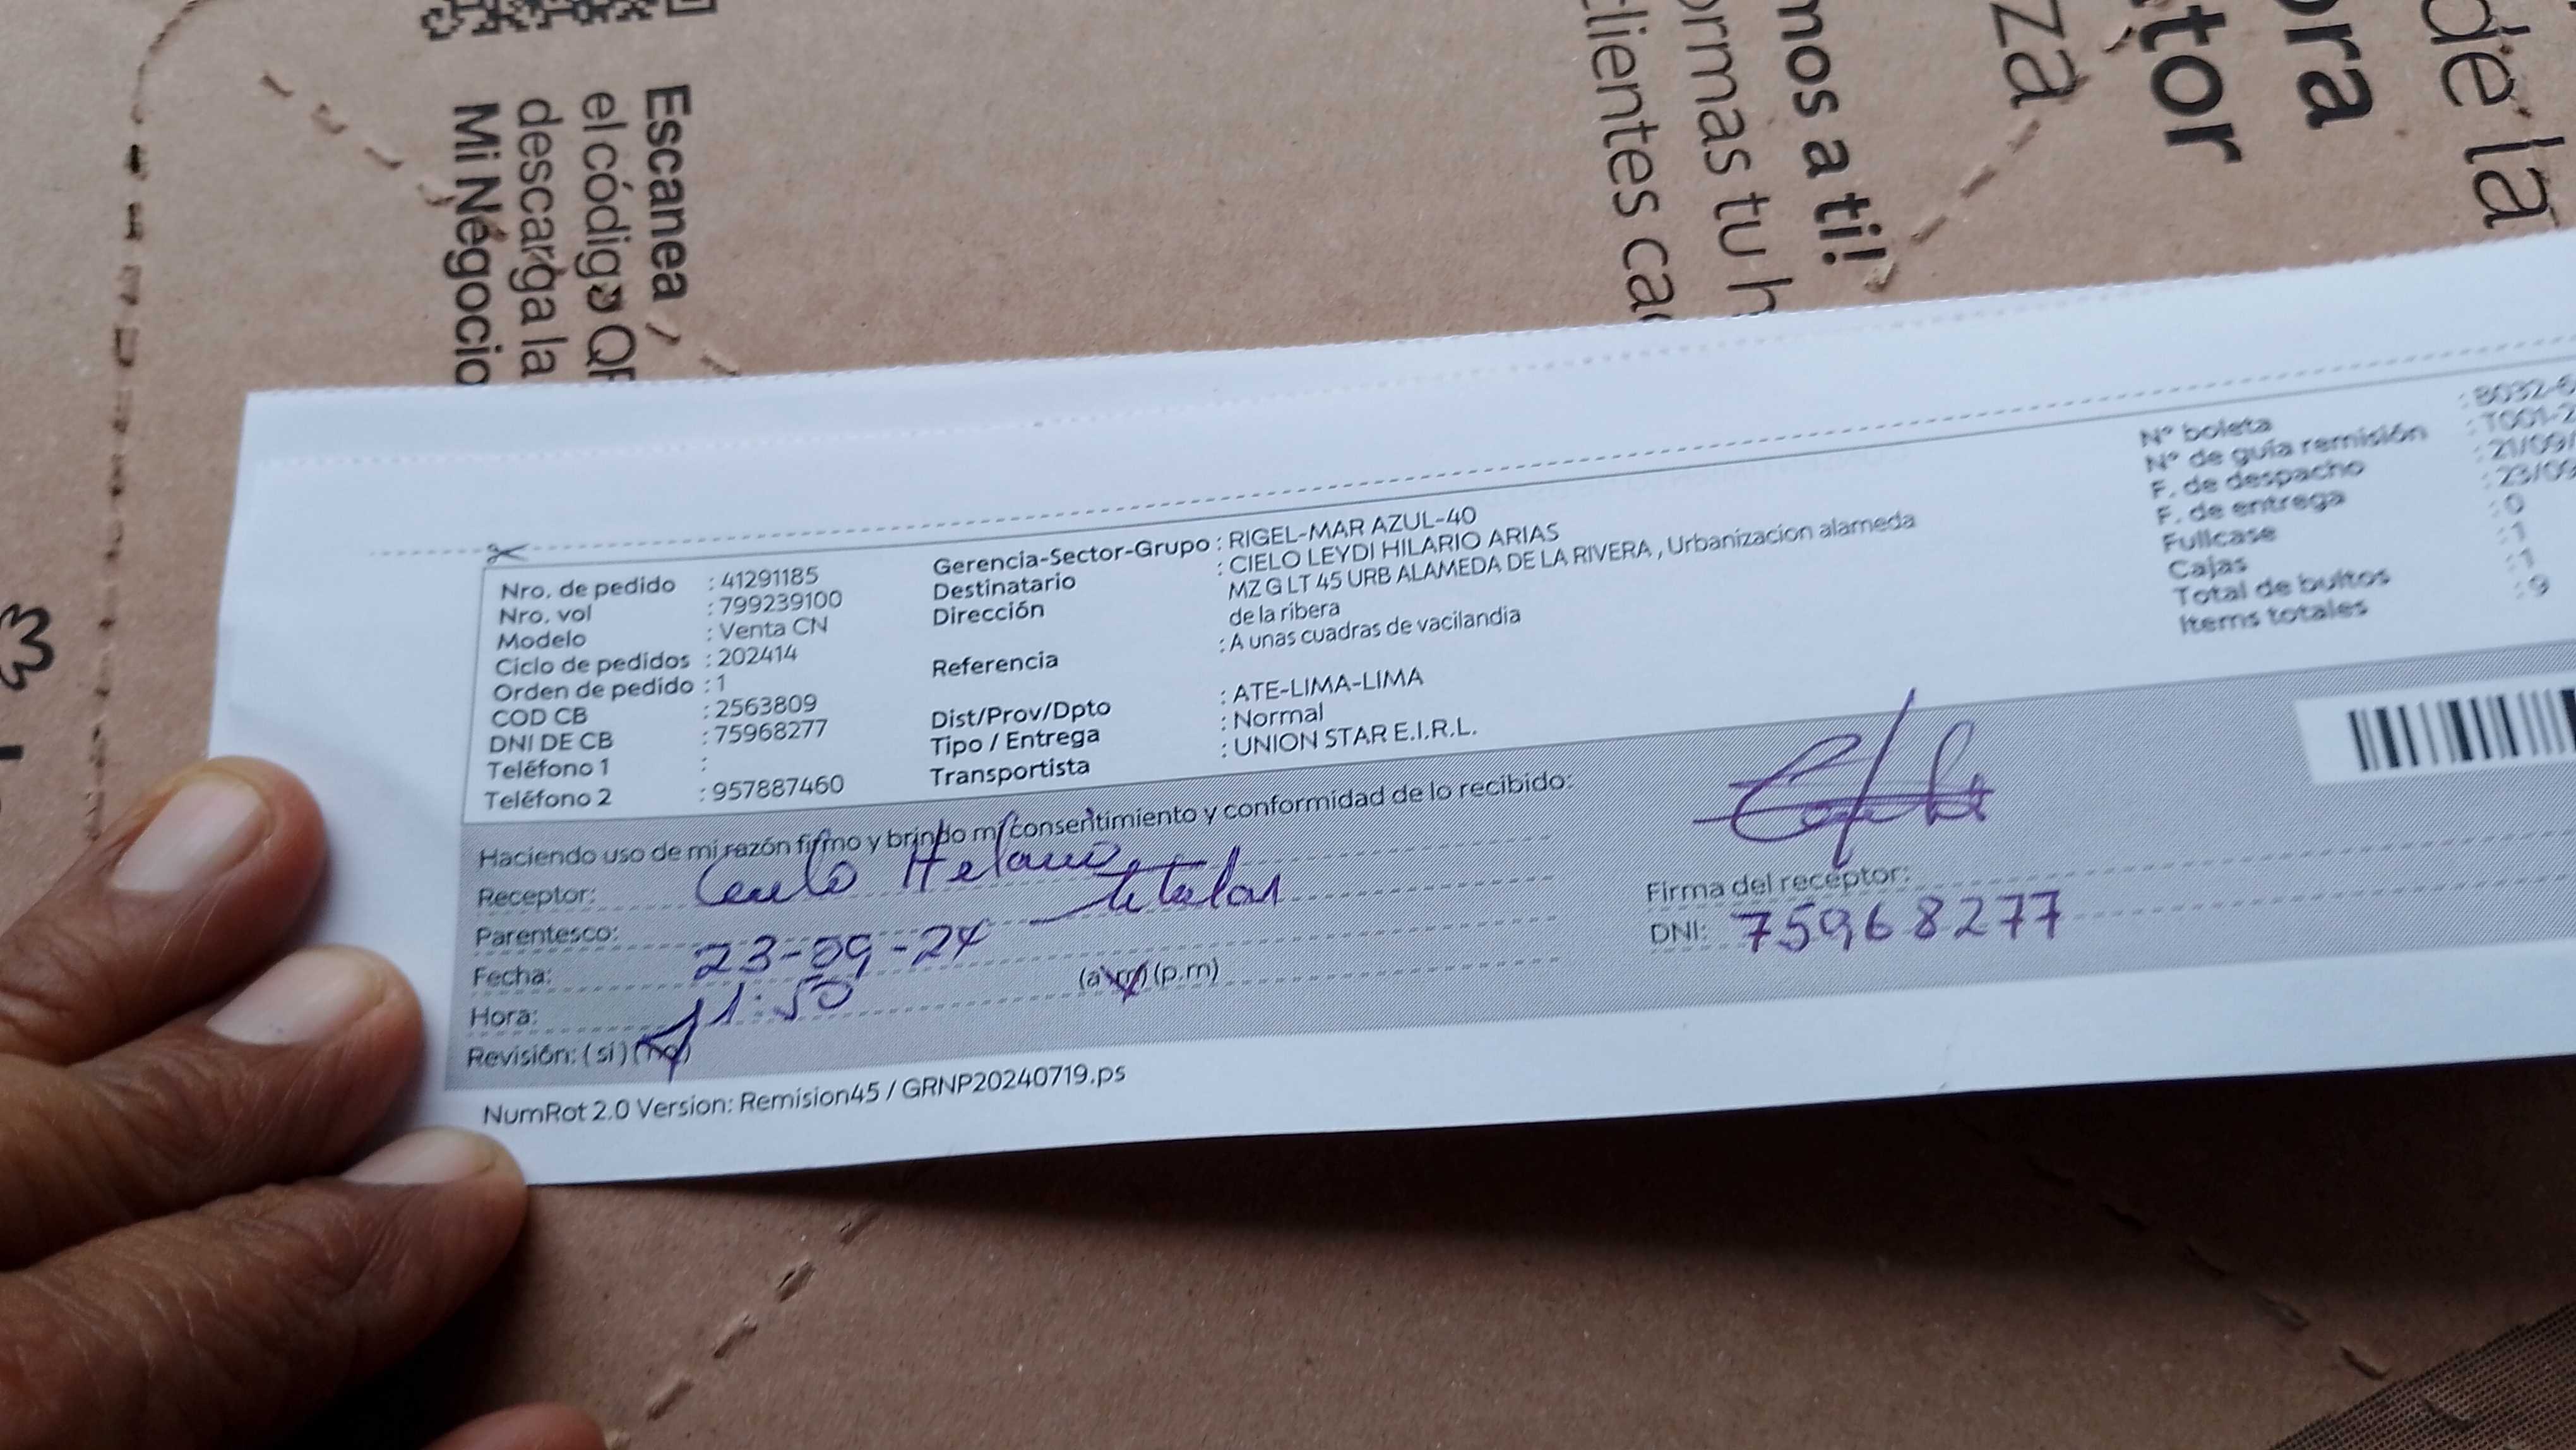 Escanea
el código QR
descarga la
Mi Negocio
mos a ti!
ormas tu h
clientes ca
de la
ora
tor
za
Nro. de pedido : 41291185
Nro. vol : 799239100
Modelo : Venta CN
Ciclo de pedidos : 202414
Orden de pedido : 1
COD CB : 2563809
DNI DE CB : 75968277
Teléfono 1 :
Teléfono 2 : 957887460
Gerencia-Sector-Grupo : RIGEL-MAR AZUL-40
Destinatario : CIELO LEYDI HILARIO ARIAS
Dirección MZ G LT 45 URB ALAMEDA DE LA RIVERA , Urbanizacion alameda
de la ribera
Referencia : A unas cuadras de vacilandia
Dist/Prov/Dpto : ATE-LIMA-LIMA
Tipo / Entrega : Normal
Transportista : UNION STAR E.I.R.L.
N° boleta : B032-6
N° de guía remisión : T001-2
F. de despacho : 21/09/
F. de entrega : 23/09
Fullcase : 0
Cajas : 1
Total de bultos : 1
Items totales : 9
Haciendo uso de mi razón firmo y brindo mi consentimiento y conformidad de lo recibido:
Receptor:
Parentesco: titular
Fecha: 23-09-24
Hora: 11:50 (a.m) (p.m)
Revisión: (si) (no)
Firma del receptor:
DNI: 75968277
NumRot 2.0 Version: Remision45 / GRNP20240719.ps